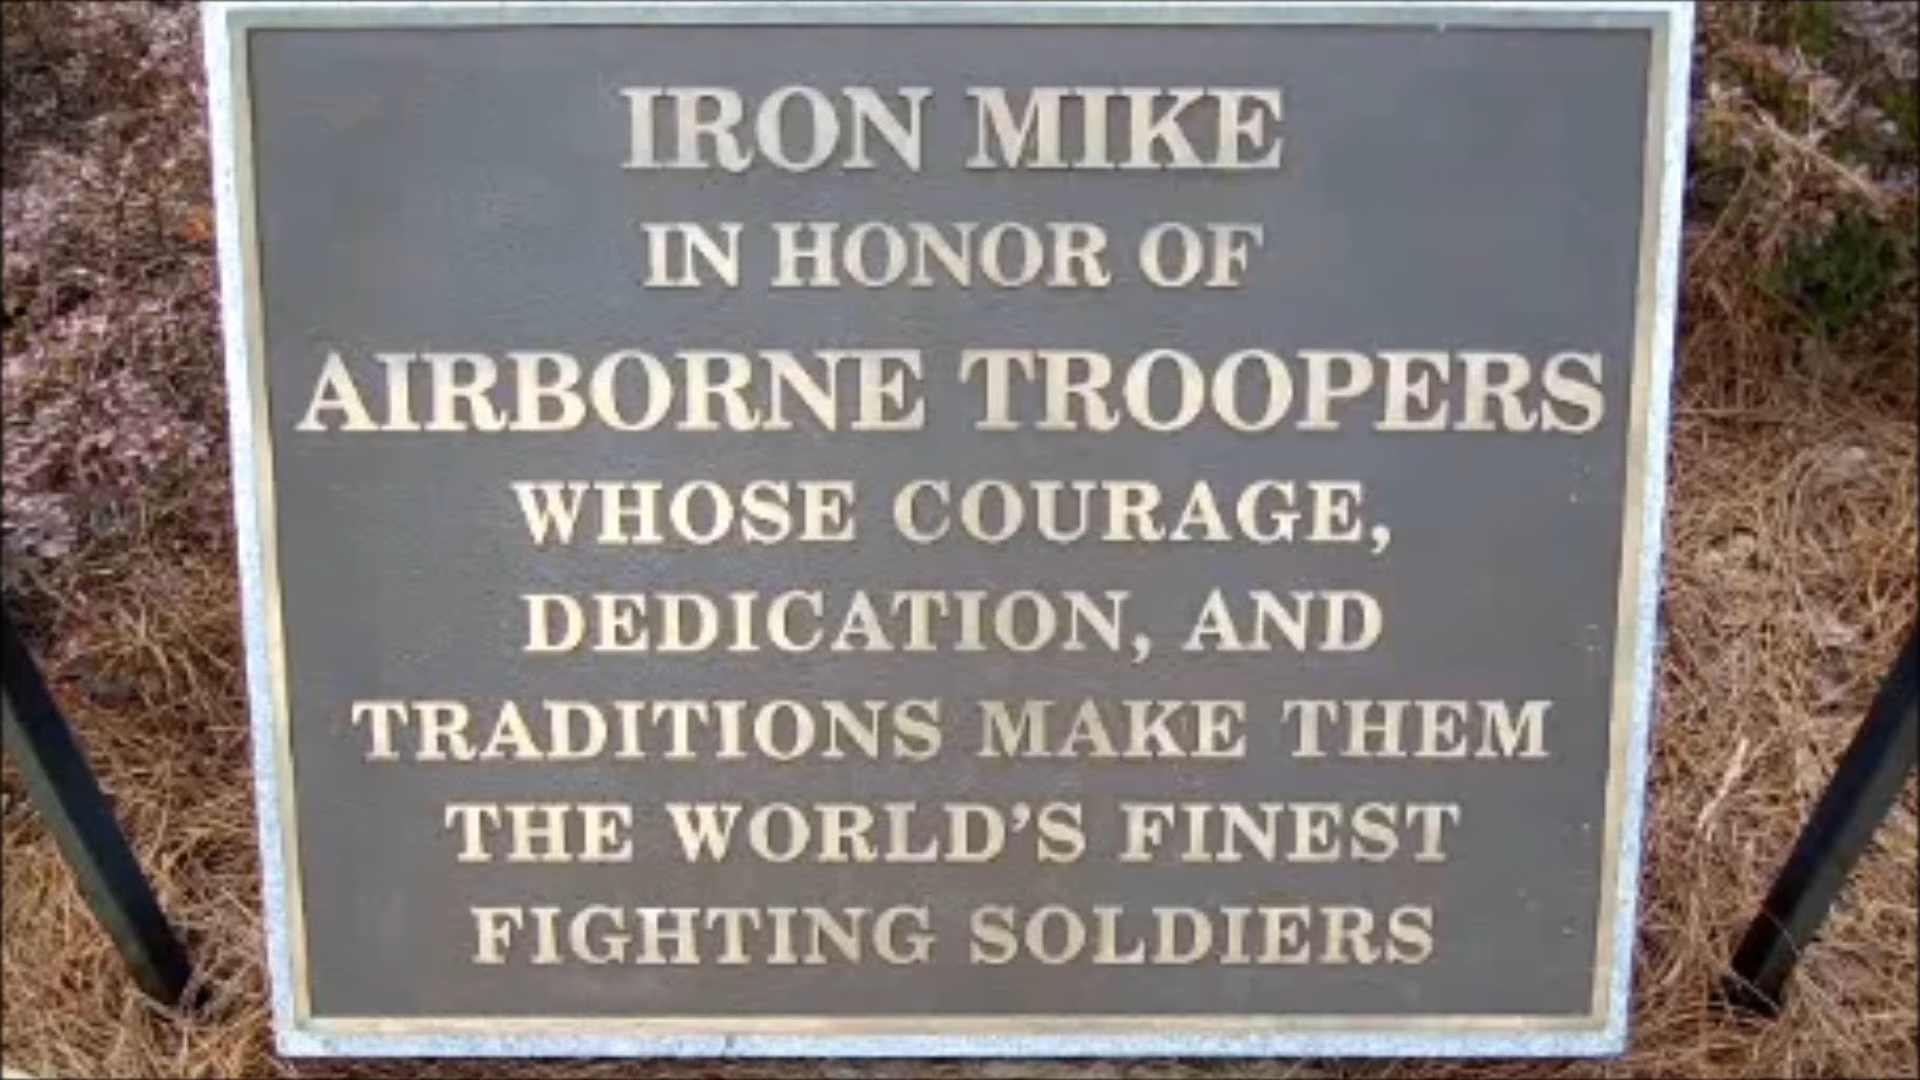 IRON MIKE
IN HONOR OF
AIRBORNE TROOPERS
WHOSE COURAGE,
DEDICATION, AND
TRADITIONS MAKE THEM
THE WORLD'S FINEST
FIGHTING SOLDIERS